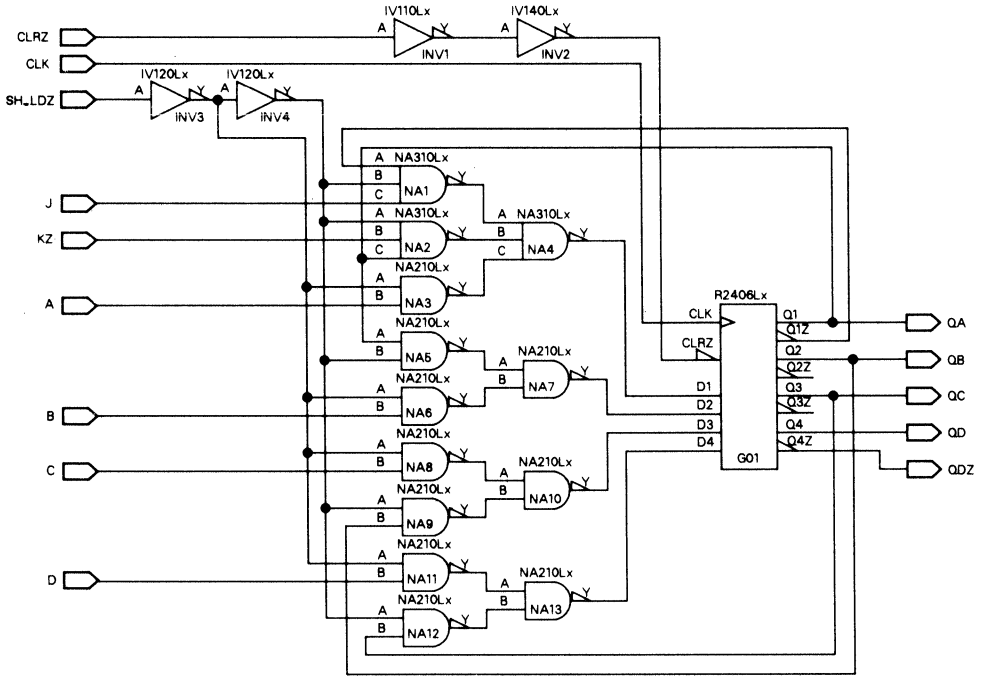 IV110Lx IV140Lx
CLRZ A Y A Y
INV1 INV2
CLK
IV120Lx IV120Lx
SH_LDZ A Y A Y
INV3 INV4
NA310Lx
A
B Y
C NA1
J
NA310Lx NA310Lx
A A
B Y B Y
C NA2 C NA4
KZ
NA210Lx
A Y
B NA3
A
R2406Lx
CLK Q1 QA
Q1Z
CLRZ Q2 QB
Q2Z
D1 Q3 QC
D2 Q3Z
D3 Q4 QD
D4 Q4Z QDZ
G01
NA210Lx
A Y
B NA5
NA210Lx
A Y
B NA7
NA210Lx
A Y
B NA6
B
NA210Lx
A Y
B NA8
C
NA210Lx
A Y
B NA10
NA210Lx
A Y
B NA9
NA210Lx
A Y
B NA11
D
NA210Lx
A Y
B NA13
NA210Lx
A Y
B NA12